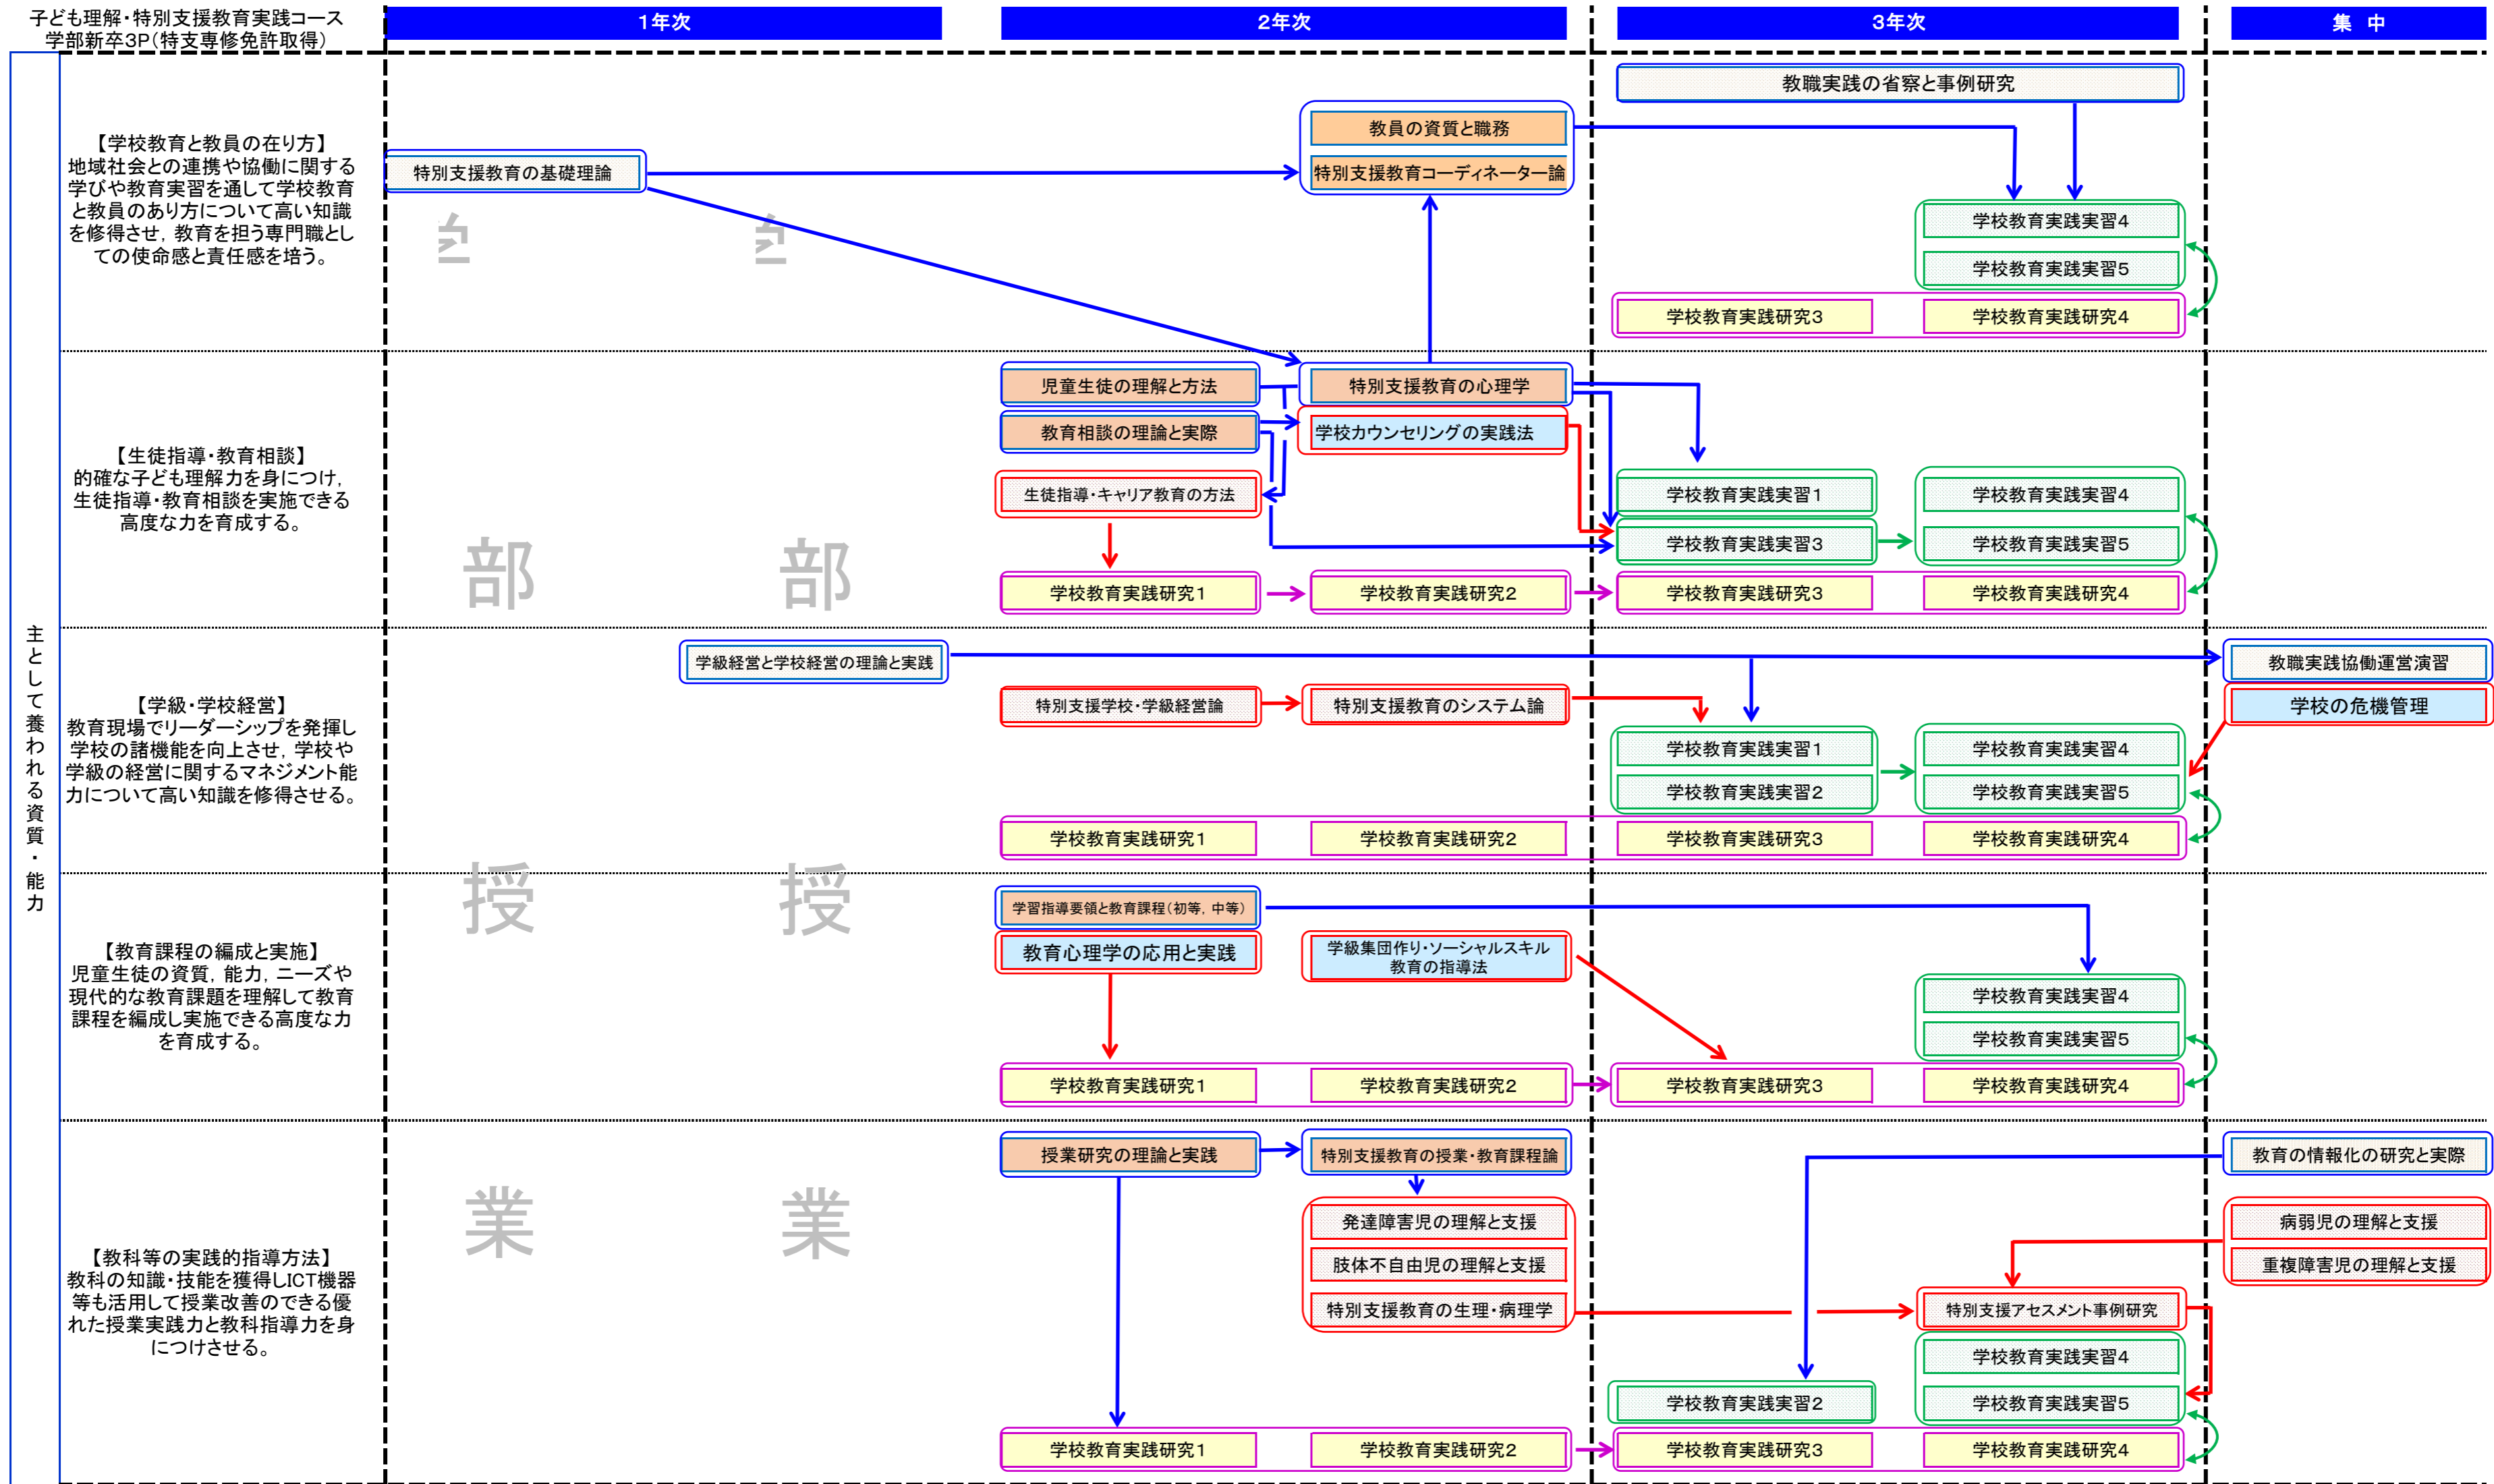 子ども理解・特別支援教育実践コース
学部新卒3P(特支専修免許取得)
1年次
2年次
3年次
集 中
主として養われる資質・能力
【学校教育と教員の在り方】
地域社会との連携や協働に関する
学びや教育実習を通して学校教育
と教員のあり方について高い知識
を修得させ, 教育を担う専門職とし
ての使命感と責任感を培う。
教職実践の省察と事例研究
教員の資質と職務
特別支援教育の基礎理論
特別支援教育コーディネーター論
学校教育実践実習4
学校教育実践実習5
学校教育実践研究3
学校教育実践研究4
【生徒指導・教育相談】
的確な子ども理解力を身につけ,
生徒指導・教育相談を実施できる
高度な力を育成する。
児童生徒の理解と方法
特別支援教育の心理学
教育相談の理論と実際
学校カウンセリングの実践法
生徒指導・キャリア教育の方法
学校教育実践実習1
学校教育実践実習4
学校教育実践実習3
学校教育実践実習5
部
部
学校教育実践研究1
学校教育実践研究2
学校教育実践研究3
学校教育実践研究4
【学級・学校経営】
教育現場でリーダーシップを発揮し
学校の諸機能を向上させ, 学校や
学級の経営に関するマネジメント能
力について高い知識を修得させる。
学級経営と学校経営の理論と実践
教職実践協働運営演習
特別支援学校・学級経営論
特別支援教育のシステム論
学校の危機管理
学校教育実践実習1
学校教育実践実習4
学校教育実践実習2
学校教育実践実習5
学校教育実践研究1
学校教育実践研究2
学校教育実践研究3
学校教育実践研究4
授
授
【教育課程の編成と実施】
児童生徒の資質, 能力, ニーズや
現代的な教育課題を理解して教育
課程を編成し実施できる高度な力
を育成する。
学習指導要領と教育課程(初等, 中等)
教育心理学の応用と実践
学級集団作り・ソーシャルスキル
教育の指導法
学校教育実践実習4
学校教育実践実習5
学校教育実践研究1
学校教育実践研究2
学校教育実践研究3
学校教育実践研究4
【教科等の実践的指導方法】
教科の知識・技能を獲得しICT機器
等も活用して授業改善のできる優
れた授業実践力と教科指導力を身
につけさせる。
授業研究の理論と実践
特別支援教育の授業・教育課程論
教育の情報化の研究と実際
業
業
発達障害児の理解と支援
病弱児の理解と支援
肢体不自由児の理解と支援
重複障害児の理解と支援
特別支援教育の生理・病理学
特別支援アセスメント事例研究
学校教育実践実習4
学校教育実践実習2
学校教育実践実習5
学校教育実践研究1
学校教育実践研究2
学校教育実践研究3
学校教育実践研究4